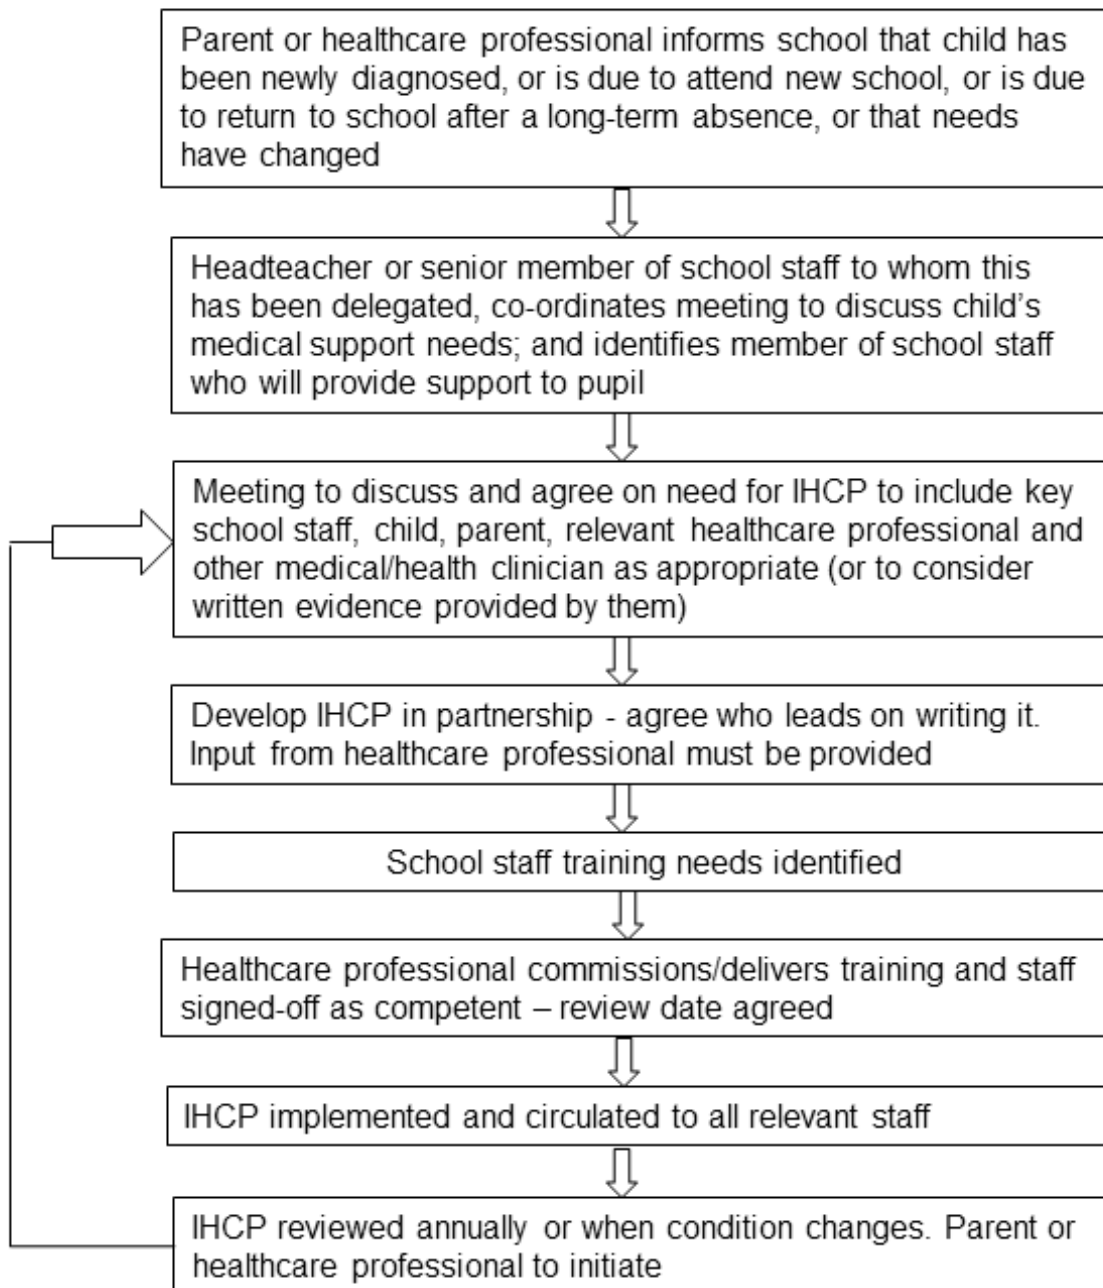 Parent or healthcare professional informs school that child has
been newly diagnosed, or is due to attend new school, or is due
to return to school after a long-term absence, or that needs
have changed
Headteacher or senior member of school staff to whom this
has been delegated, co-ordinates meeting to discuss child’s
medical support needs; and identifies member of school staff
who will provide support to pupil
Meeting to discuss and agree on need for IHCP to include key
school staff, child, parent, relevant healthcare professional and
other medical/health clinician as appropriate (or to consider
written evidence provided by them)
Develop IHCP in partnership - agree who leads on writing it.
Input from healthcare professional must be provided
School staff training needs identified
Healthcare professional commissions/delivers training and staff
signed-off as competent – review date agreed
IHCP implemented and circulated to all relevant staff
IHCP reviewed annually or when condition changes. Parent or
healthcare professional to initiate